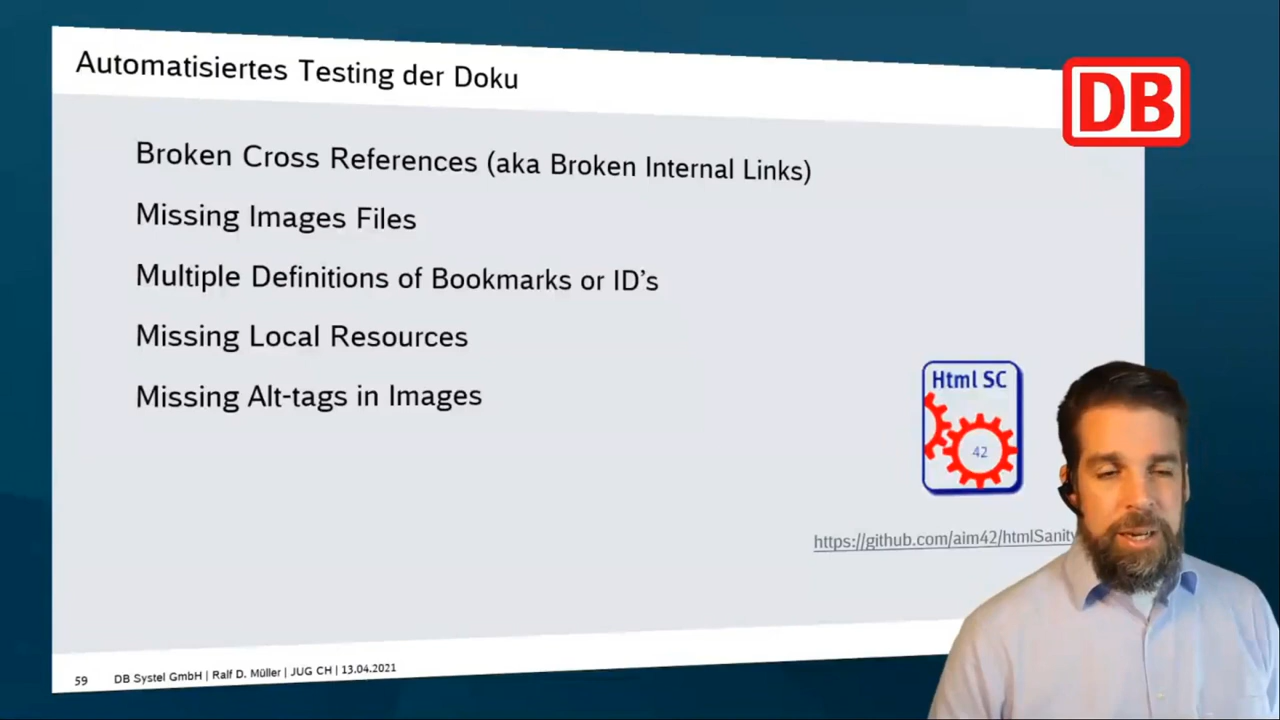 Automatisiertes Testing der Doku
DB
Broken Cross References (aka Broken Internal Links)
Missing Images Files
Multiple Definitions of Bookmarks or ID's
Missing Local Resources
Missing Alt-tags in Images
Html SC
42
https://github.com/aim42/htmlSanity
59 DB Systel GmbH | Ralf D. Müller | JUG CH | 13.04.2021